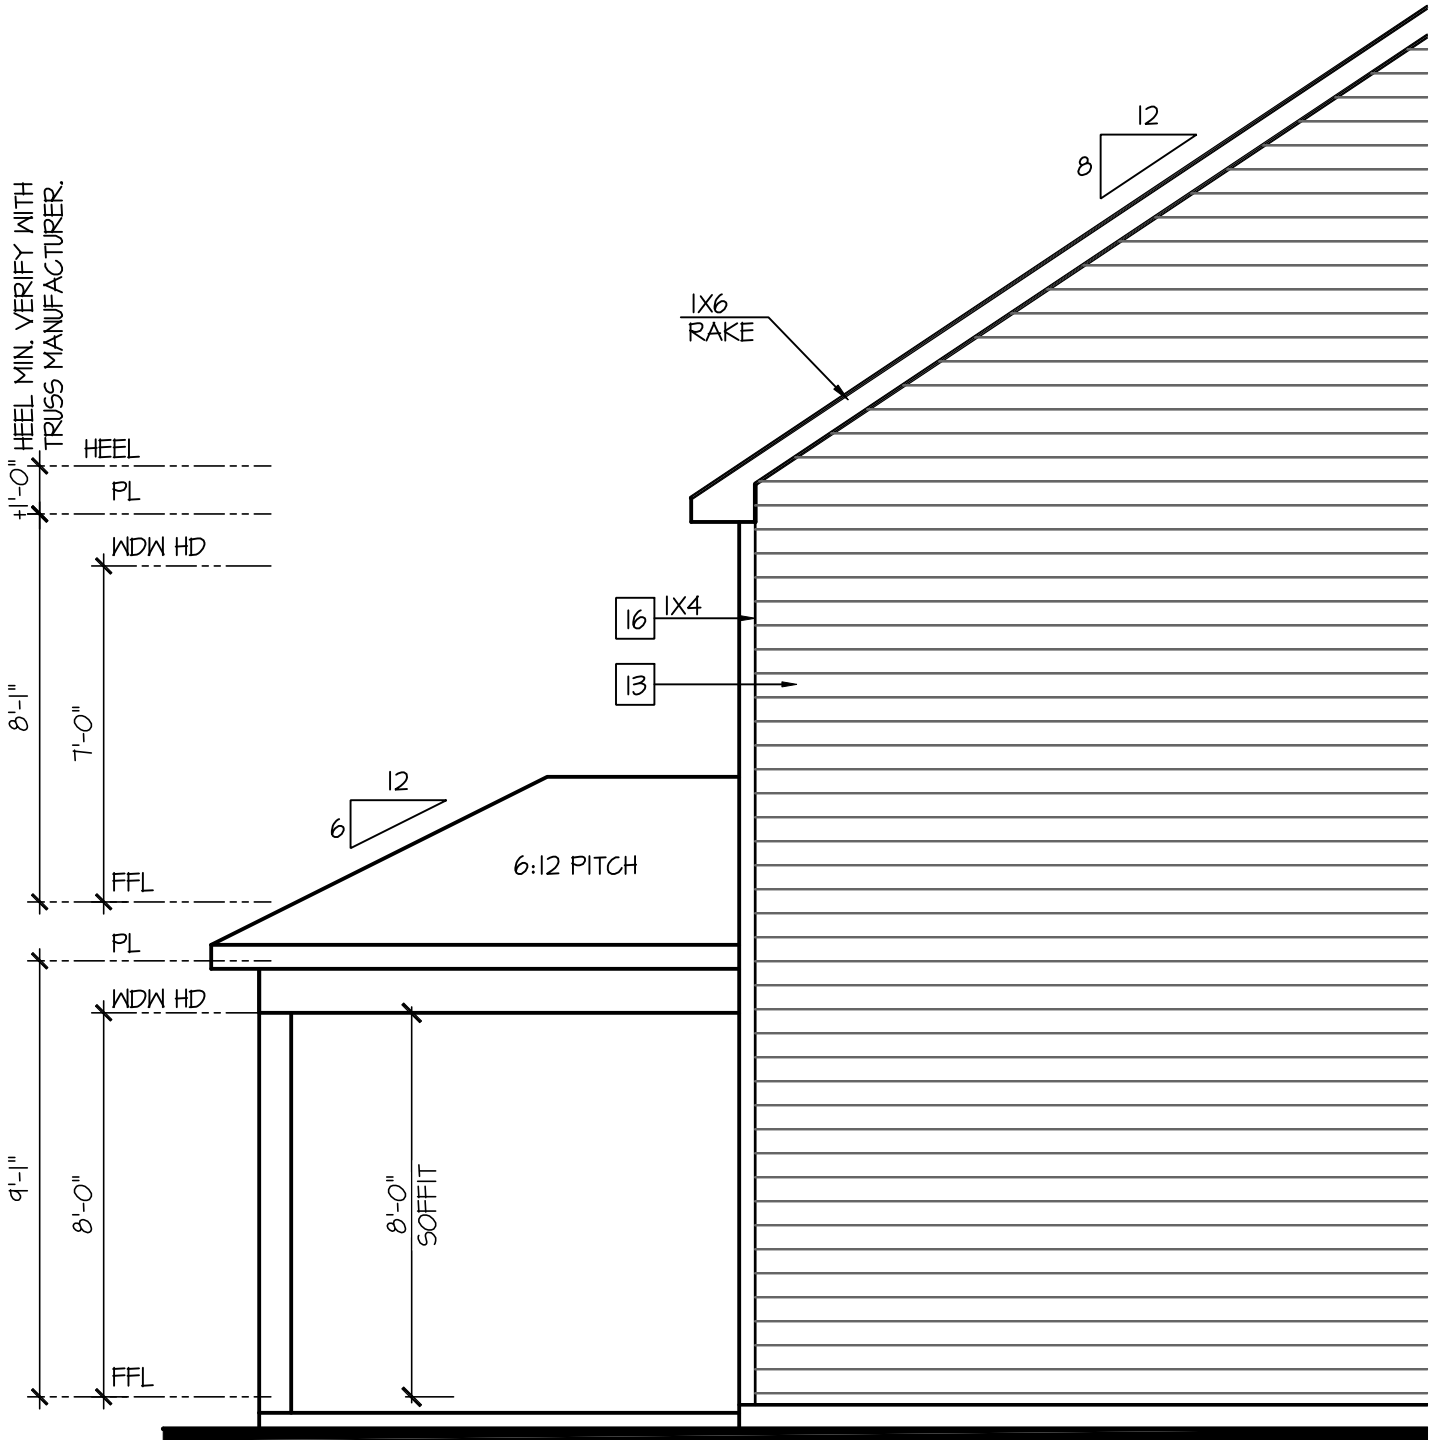 12
8
HEEL MIN. VERIFY WITH
TRUSS MANUFACTURER.
1X6
RAKE
HEEL
±1'-0"
PL
WDW HD
16
1X4
13
8'-1"
7'-0"
12
6
6:12 PITCH
FFL
PL
WDW HD
9'-1"
8'-0"
8'-0"
SOFFIT
FFL